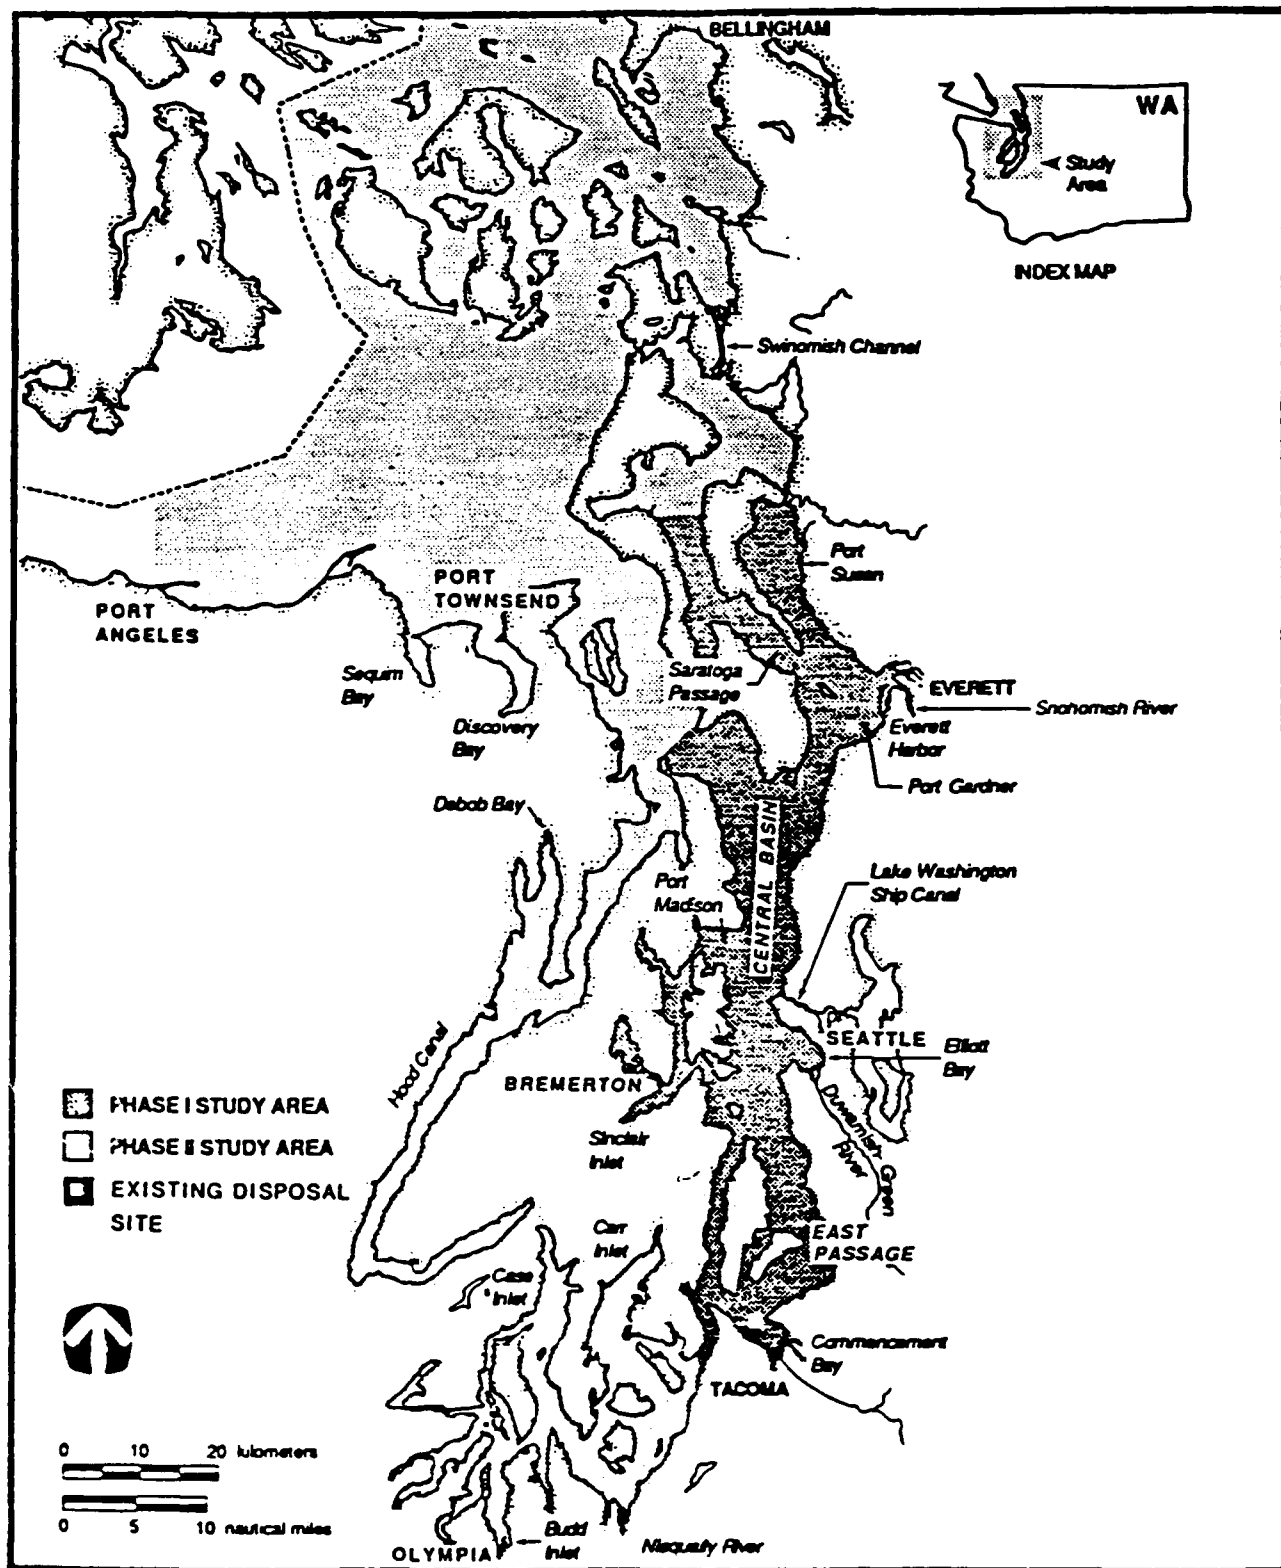 BELLINGHAM
WA
Study
Area
INDEX MAP
Swinomish Channel
Port
Susan
PORT
TOWNSEND
PORT
ANGELES
Sequim
Bay
Discovery
Bay
Saratoga
Passage
EVERETT
Snohomish River
Everett
Harbor
Port Gardner
Dabob Bay
CENTRAL BASIN
Lake Washington
Ship Canal
Port
Madison
SEATTLE
Elliott
Bay
Hood Canal
BREMERTON
Duwamish
River
Green
Sinclair
Inlet
PHASE I STUDY AREA
PHASE II STUDY AREA
EXISTING DISPOSAL
SITE
Carr
Inlet
EAST
PASSAGE
Case
Inlet
Commencement
Bay
TACOMA
0 10 20 kilometers
0 5 10 nautical miles
Budd
Inlet
OLYMPIA
Nisqually River